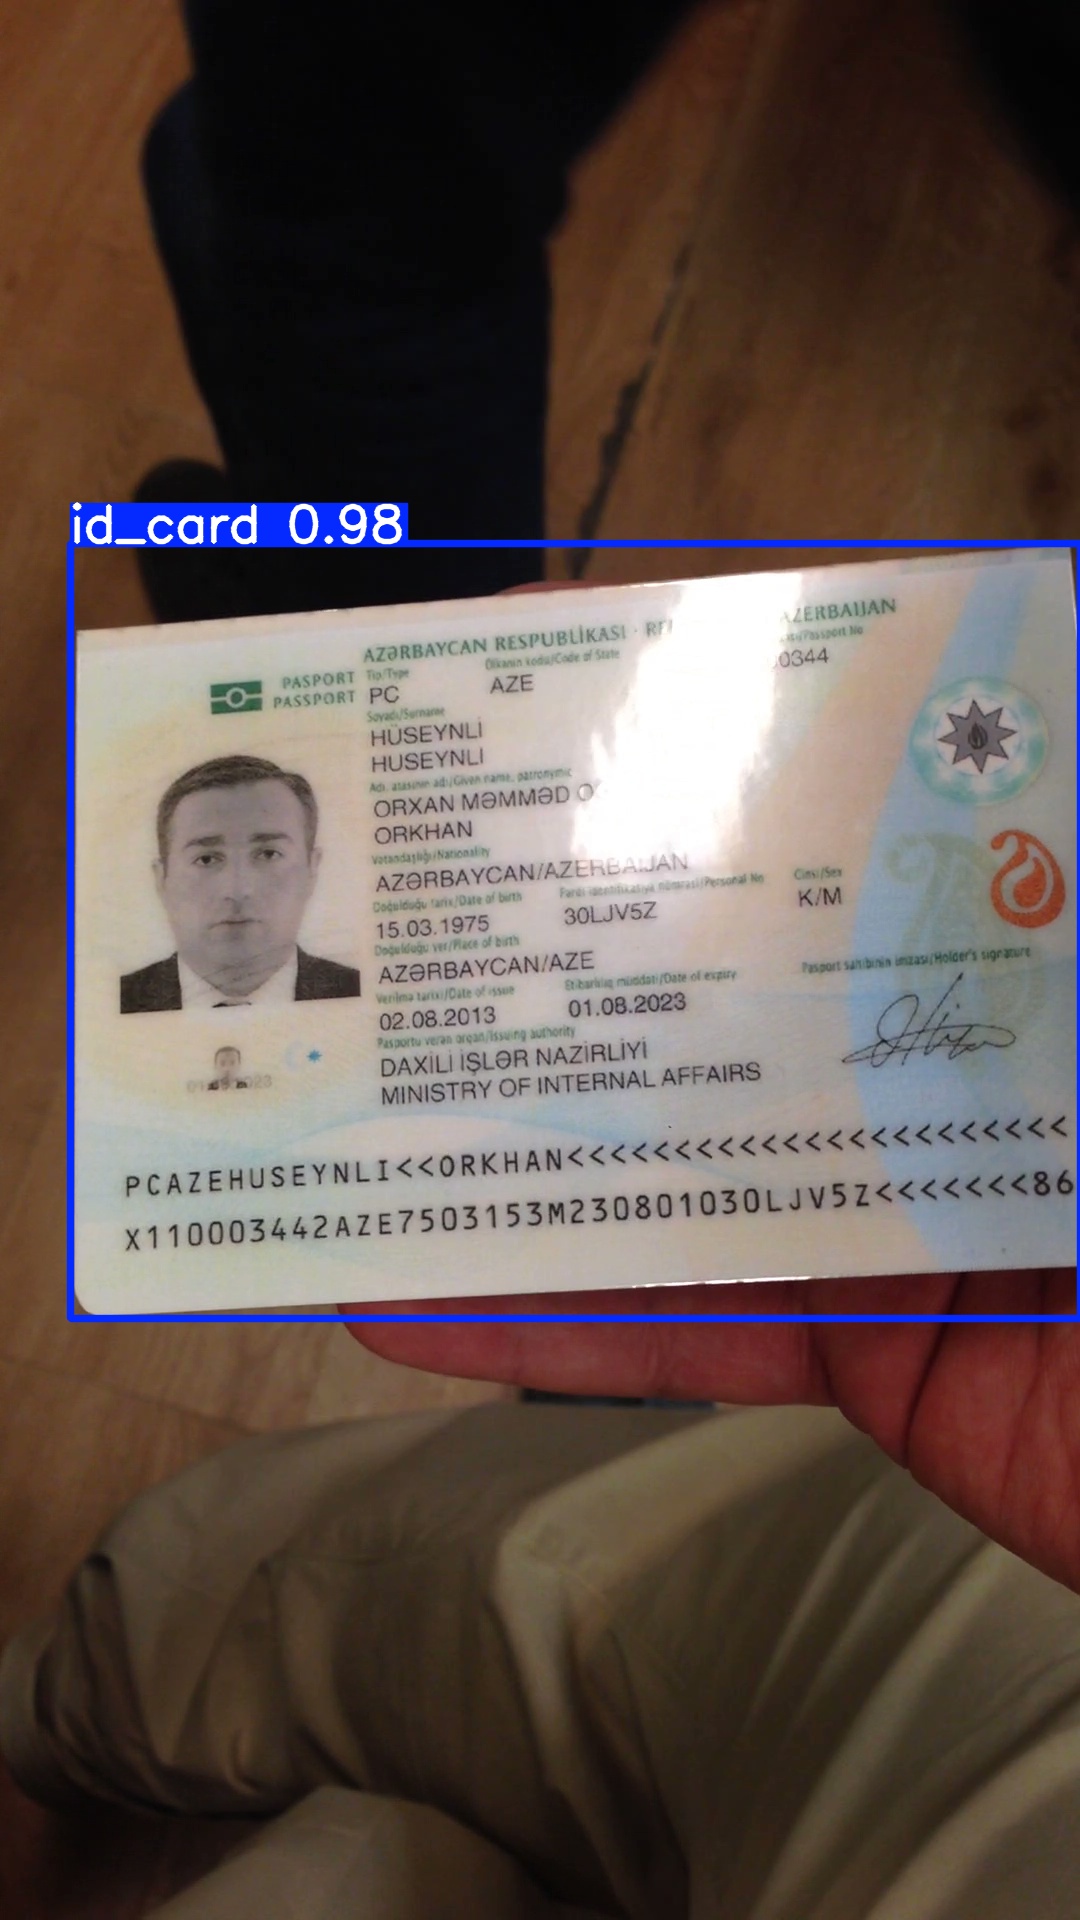 id_card 0.98
AZƏRBAYCAN RESPUBLİKASI · AZERBAIJAN
PASPORT
PASSPORT
Tip/Type
Ölkənin kodu/Code of State
Passport No
PC
AZE
0344
Soyadı/Surname
HÜSEYNLİ
HUSEYNLI
Adı, atasının adı/Given name, patronymic
ORXAN MƏMMƏD
ORKHAN
Vətəndaşlığı/Nationality
AZƏRBAYCAN/AZERBAIJAN
Doğulduğu tarix/Date of birth
Fərdi identifikasiya nömrəsi/Personal No
Cinsi/Sex
15.03.1975
30LJV5Z
K/M
Doğulduğu yer/Place of birth
AZƏRBAYCAN/AZE
Pasport sahibinin imzası/Holder's signature
Verilmə tarixi/Date of issue
Etibarlılıq müddəti/Date of expiry
02.08.2013
01.08.2023
Pasportu verən orqan/Issuing authority
DAXİLİ İŞLƏR NAZİRLİYİ
MINISTRY OF INTERNAL AFFAIRS
PCAZEHUSEYNLI<<ORKHAN<<<<<<<<<<<<<<<<<<<<<<<
X110003442AZE7503153M230801030LJV5Z<<<<<<<86